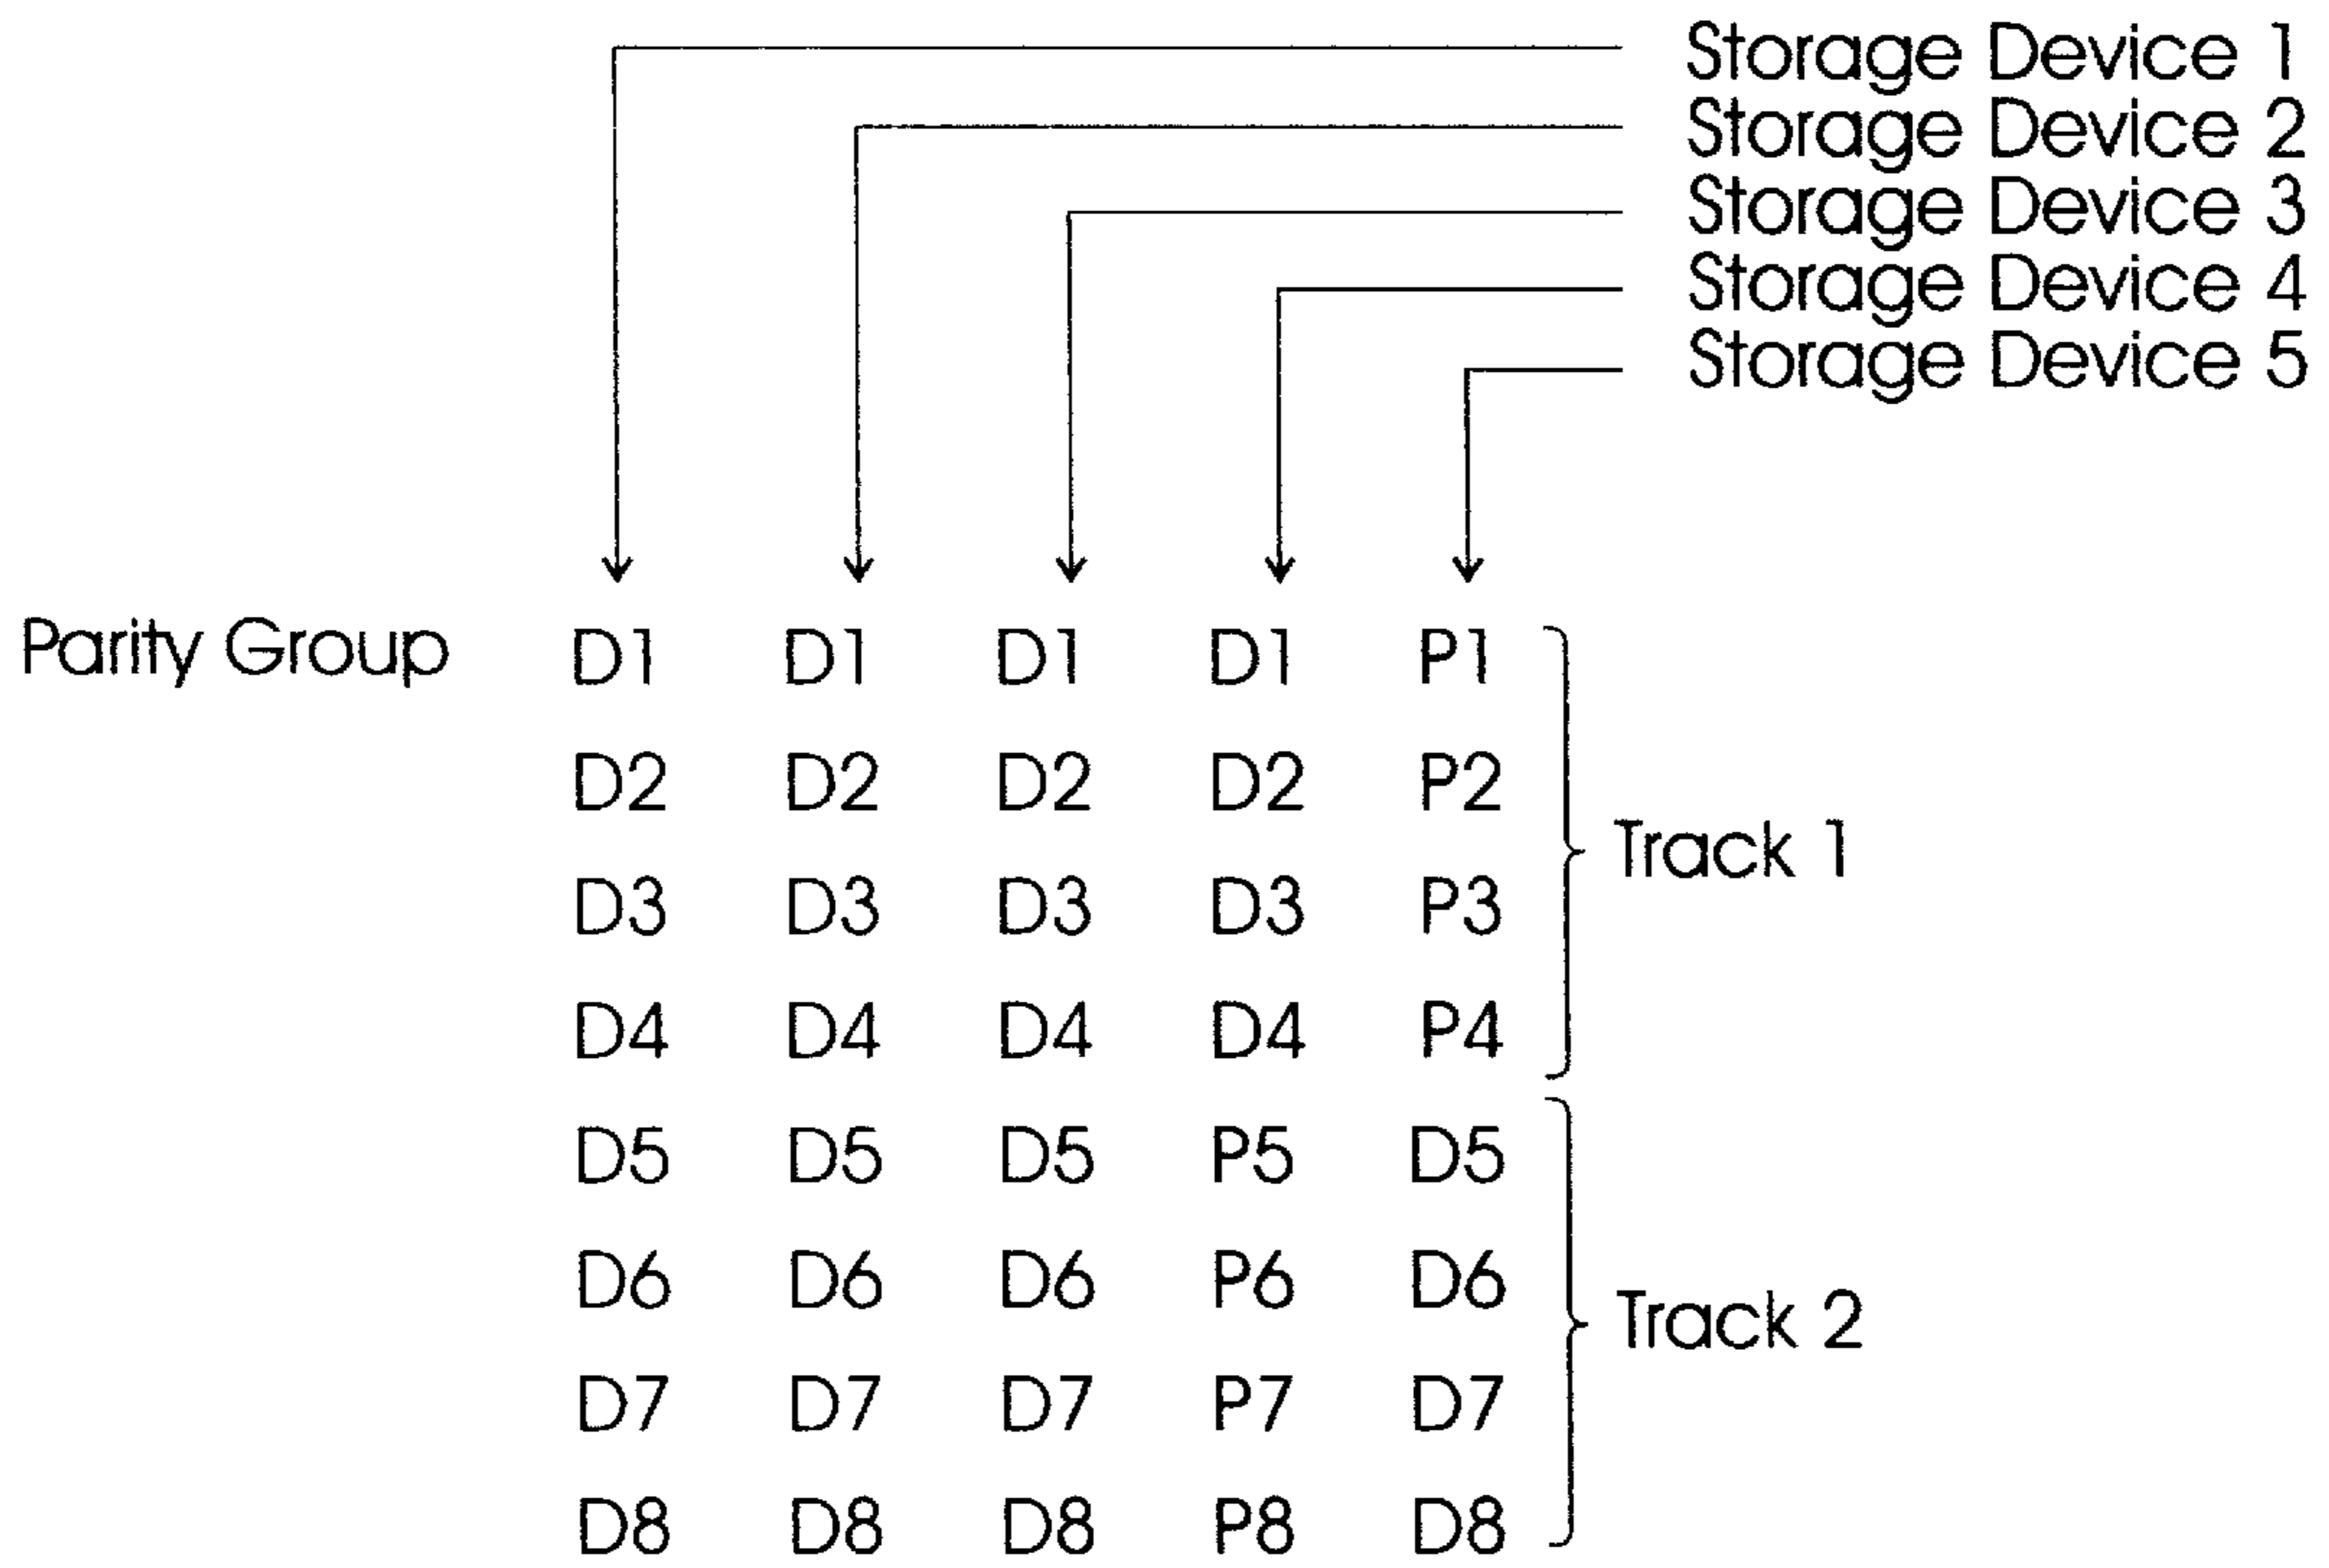 Storage Device 1
Storage Device 2
Storage Device 3
Storage Device 4
Storage Device 5
Parity Group D1 D1 D1 D1 P1
D2 D2 D2 D2 P2
Track 1
D3 D3 D3 D3 P3
D4 D4 D4 D4 P4
D5 D5 D5 P5 D5
D6 D6 D6 P6 D6
Track 2
D7 D7 D7 P7 D7
D8 D8 D8 P8 D8